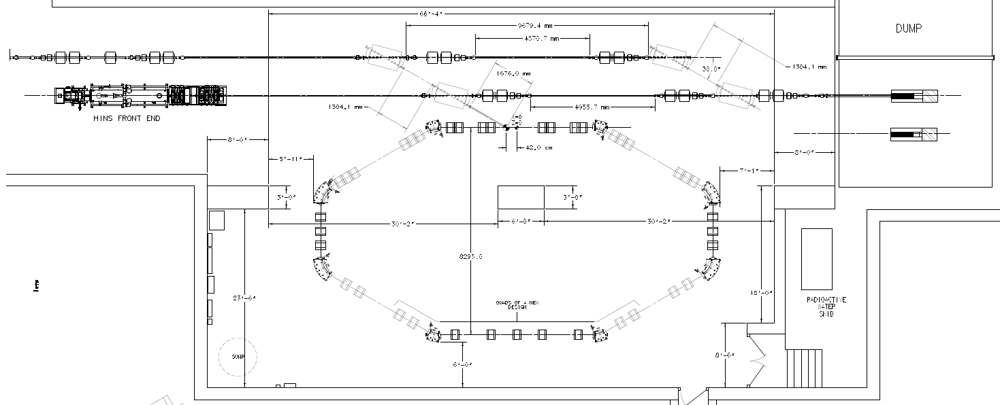 66'-4"
9679.4 mm
DUMP
4570.7 mm
1304.1 mm
1676.0 mm
1304.1 mm
4955.7 mm
HINS FRONT END
8'-0"
42.0 cm
8'-0"
5'-11"
7'-1"
3'-0"
3'-0"
30'-2"
6'-0"
30'-2"
8295.8
23'-6"
18'-0"
QUADS OF A NEW
DESIGN
RADIOACTIVE
WATER
SKID
SUMP
8'-6"
6'-0"